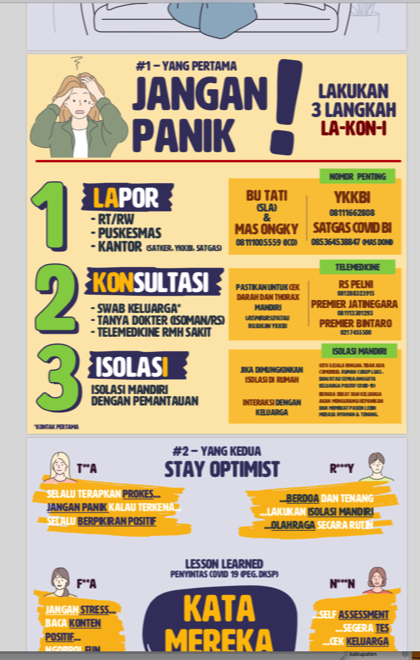 #1 – YANG PERTAMA
JANGAN
PANIK
!
LAKUKAN
3 LANGKAH
LA-KON-I
1
LAPOR
- RT/RW
- PUSKESMAS
- KANTOR (SATKER, YKKBI, SATGAS)
NOMOR PENTING
BU TATI
(SLA)
&
MAS ONGKY
08111005559 (ICD)
YKKBI
08111662808
SATGAS COVID BI
085364538847 (MAS DONI)
2
KONSULTASI
- SWAB KELUARGA*
- TANYA DOKTER (ISOMAN/RS)
- TELEMEDICINE RMH SAKIT
TELEMEDICINE
PASTIKAN UNTUK CEK
DARAH DAN THORAX
MANDIRI
RUJUKAN YKKBI
RS PELNI
PREMIER JATINEGARA
081113301293
PREMIER BINTARO
0217455500
3
ISOLASI
ISOLASI MANDIRI
DENGAN PEMANTAUAN
*KONTAK PERTAMA
ISOLASI MANDIRI
JIKA DIMUNGKINKAN
ISOLASI DI RUMAH
INTERAKSI DENGAN
KELUARGA
#2 – YANG KEDUA
STAY OPTIMIST
T**A
SELALU TERAPKAN PROKES...
JANGAN PANIK KALAU TERKENA..
SELALU BERPIKIRAN POSITIF
R***Y
...BERDOA DAN TENANG
...LAKUKAN ISOLASI MANDIRI
...OLAHRAGA SECARA RUTIN
LESSON LEARNED
PENYINTAS COVID 19 (PEG. DKSP)
F**A
JANGAN STRESS...
BACA KONTEN
POSITIF...
NGOBROL FUN
KATA
MEREKA
N***N
...SELF ASSESSMENT
...SEGERA TES
...CEK KELUARGA
Kabupaten